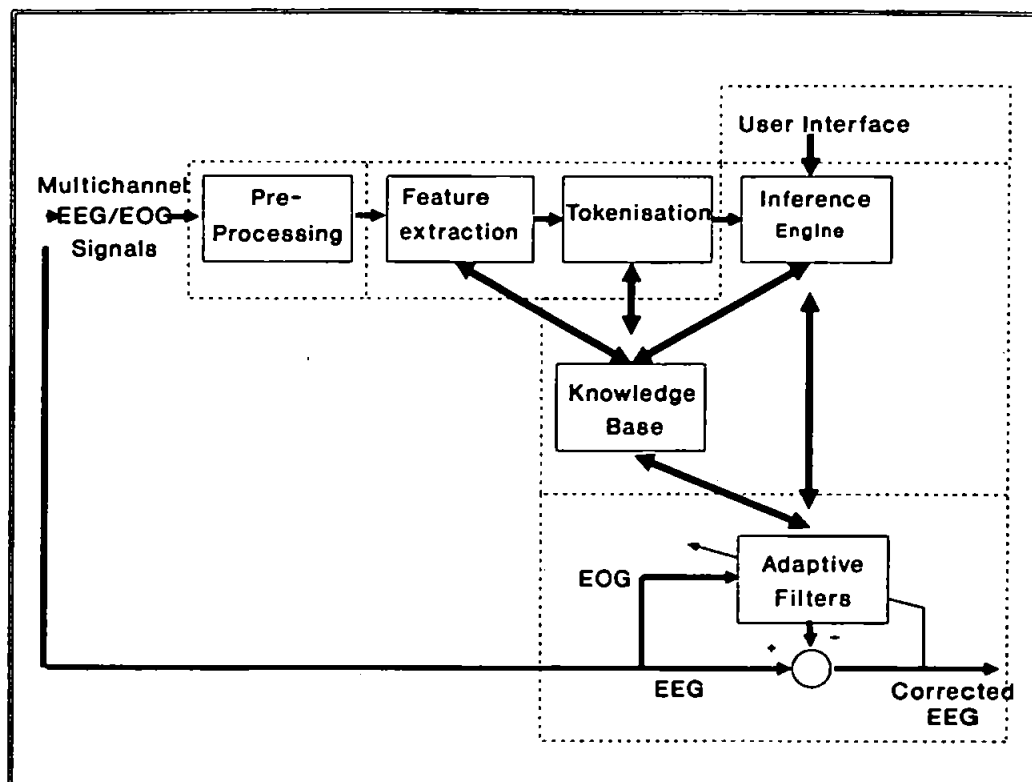 User Interface
Multichannel
EEG/EOG
Signals
Pre-
Processing
Feature
extraction
Tokenisation
Inference
Engine
Knowledge
Base
Adaptive
Filters
EOG
+
-
EEG
Corrected
EEG